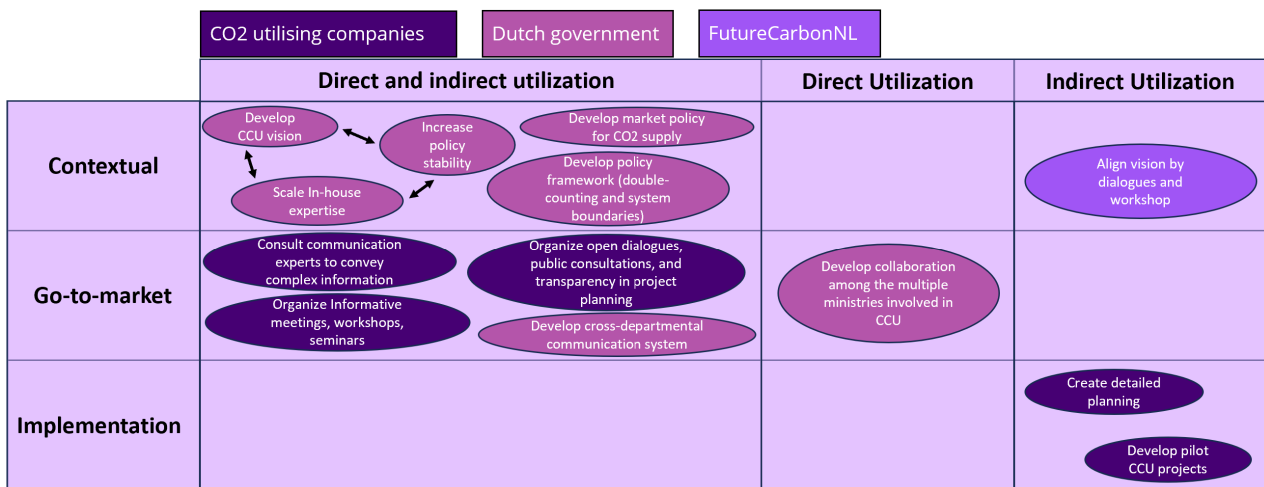 CO2 utilising companies
Dutch government
FutureCarbonNL
Direct and indirect utilization
Direct Utilization
Indirect Utilization
Contextual
Develop
CCU vision
Increase
policy
stability
Scale In-house
expertise
Develop market policy
for CO2 supply
Develop policy
framework (double-
counting and system
boundaries)
Align vision by
dialogues and
workshop
Go-to-market
Consult communication
experts to convey
complex information
Organize Informative
meetings, workshops,
seminars
Organize open dialogues,
public consultations, and
transparency in project
planning
Develop cross-departmental
communication system
Develop collaboration
among the multiple
ministries involved in
CCU
Implementation
Create detailed
planning
Develop pilot
CCU projects